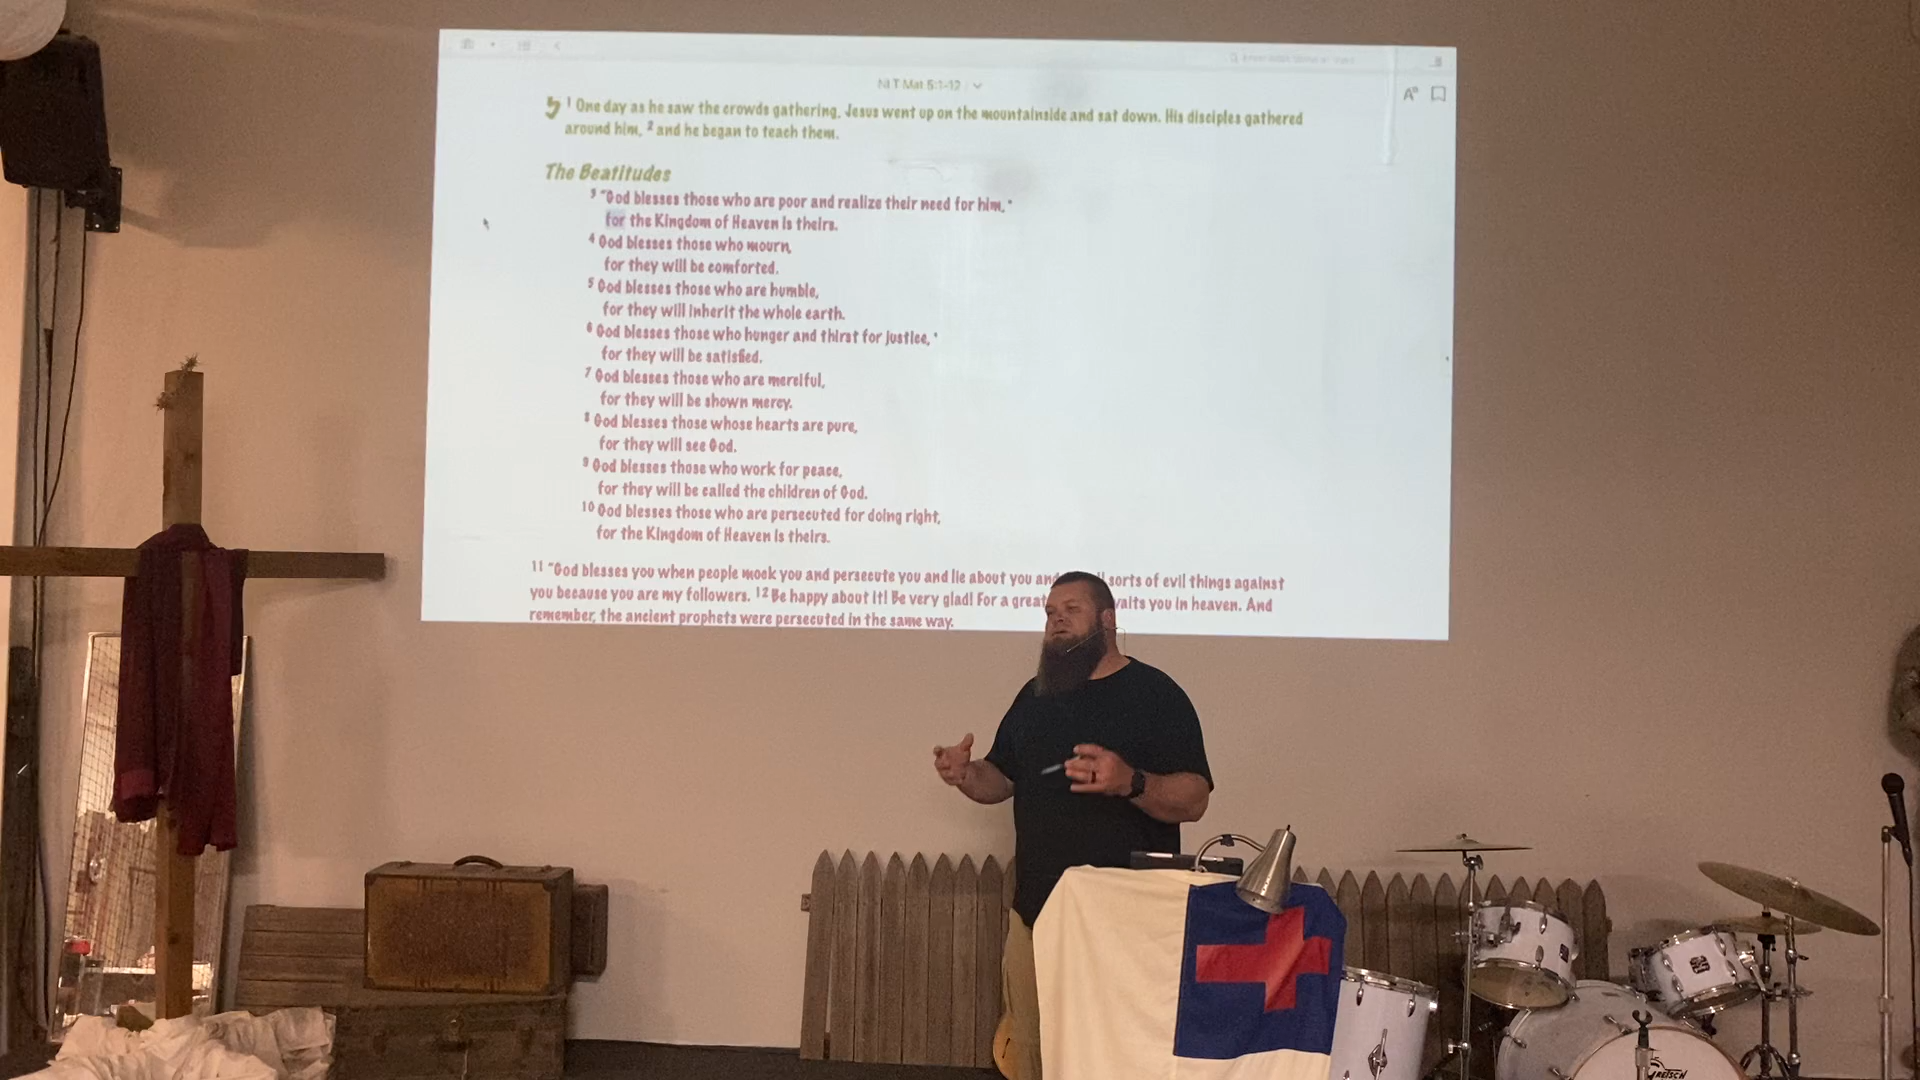 NLT Mat 5:1-12
5 1 One day as he saw the crowds gathering, Jesus went up on the mountainside and sat down. His disciples gathered
around him, 2 and he began to teach them.
The Beatitudes
3 "God blesses those who are poor and realize their need for him,*
for the Kingdom of Heaven is theirs.
4 God blesses those who mourn,
for they will be comforted.
5 God blesses those who are humble,
for they will inherit the whole earth.
6 God blesses those who hunger and thirst for justice,*
for they will be satisfied.
7 God blesses those who are merciful,
for they will be shown mercy.
8 God blesses those whose hearts are pure,
for they will see God.
9 God blesses those who work for peace,
for they will be called the children of God.
10 God blesses those who are persecuted for doing right,
for the Kingdom of Heaven is theirs.
11 "God blesses you when people mock you and persecute you and lie about you and sorts of evil things against
you because you are my followers. 12 Be happy about it! Be very glad! For a great you in heaven. And
remember, the ancient prophets were persecuted in the same way.
GRETSCH